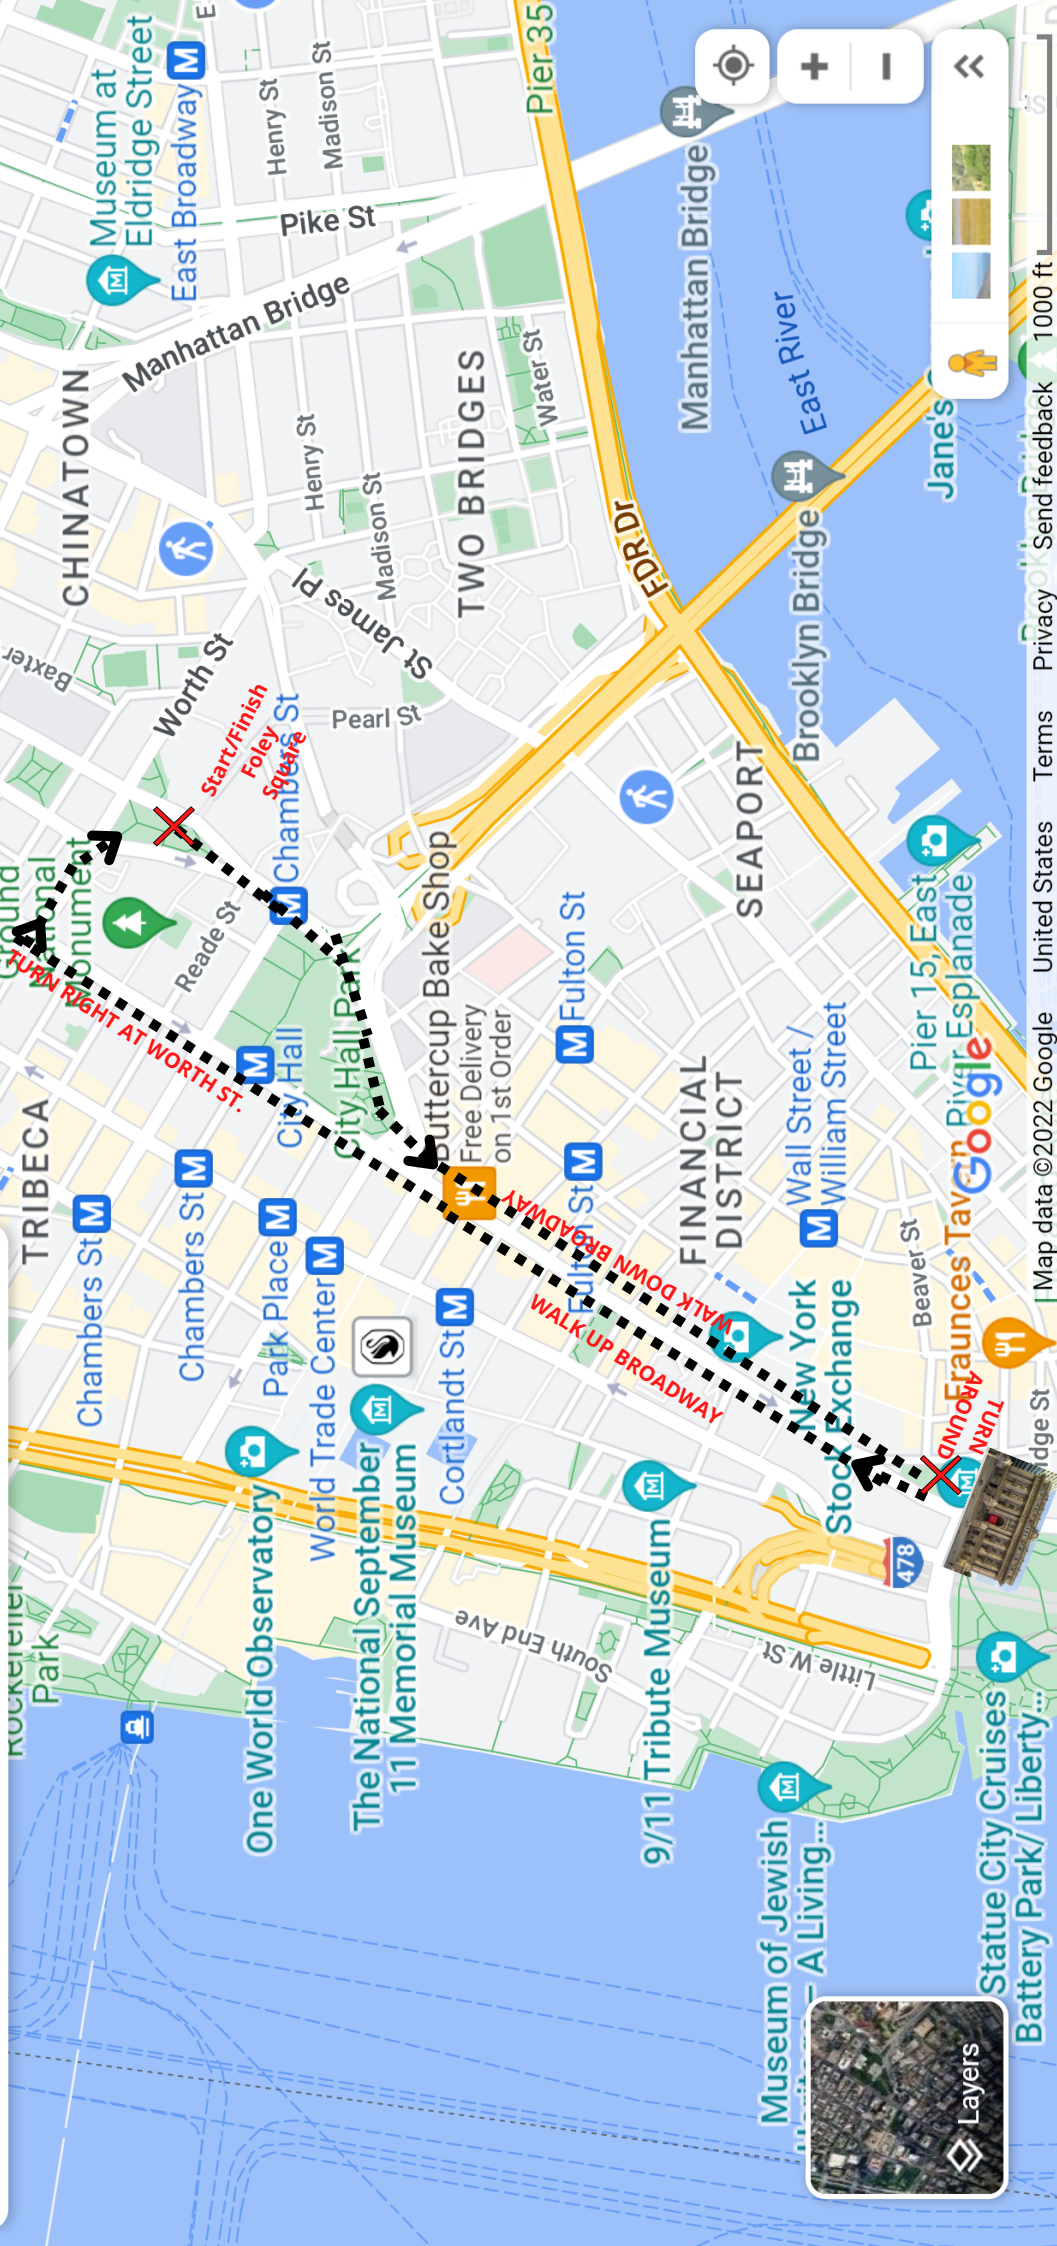 Museum at
Eldridge Street
East Broadway
Henry St
Madison St
Pier 35
Pike St
Manhattan Bridge
CHINATOWN
Manhattan Bridge
East River
Henry St
Madison St
TWO BRIDGES
Water St
FDR Dr
St James Pl
Baxter
Worth St
Pearl St
Brooklyn Bridge
Jane's
Start/Finish
Foley
Square
Chambers St
Ground
National
Monument
Reade St
TURN RIGHT AT WORTH ST.
City Hall
City Hall Park
Buttercup Bake Shop
Free Delivery
on 1st Order
SEAPORT
Fulton St
Pier 15, East
River Esplanade
TRIBECA
Chambers St
Chambers St
Park Place
World Trade Center
Cortlandt St
Fulton St
WALK DOWN BROADWAY
WALK UP BROADWAY
FINANCIAL
DISTRICT
Wall Street /
William Street
Beaver St
Fraunces Tavern
New York
Stock Exchange
TURN
AROUND
idge St
478
One World Observatory
The National September
11 Memorial Museum
South End Ave
9/11 Tribute Museum
Little W St
Rockefeller
Park
Museum of Jewish
– A Living...
Statue City Cruises
Battery Park/ Liberty...
Layers
Google
Map data ©2022 Google
United States
Terms
Privacy
Send feedback
1000 ft